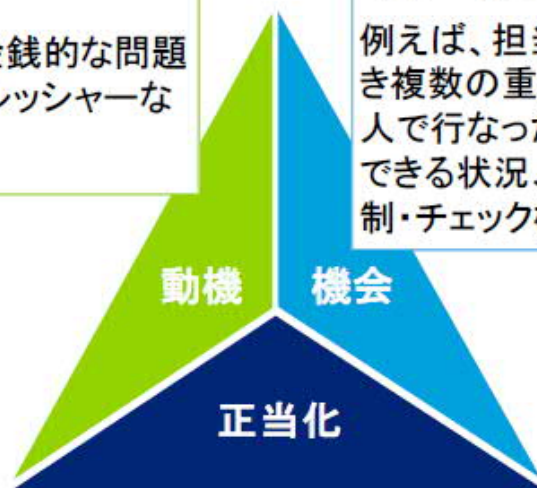 銭的な問題
レッシャーな
例えば、担
き複数の重
人で行なっ
できる状況、
制・チェック
動機
機会
正当化